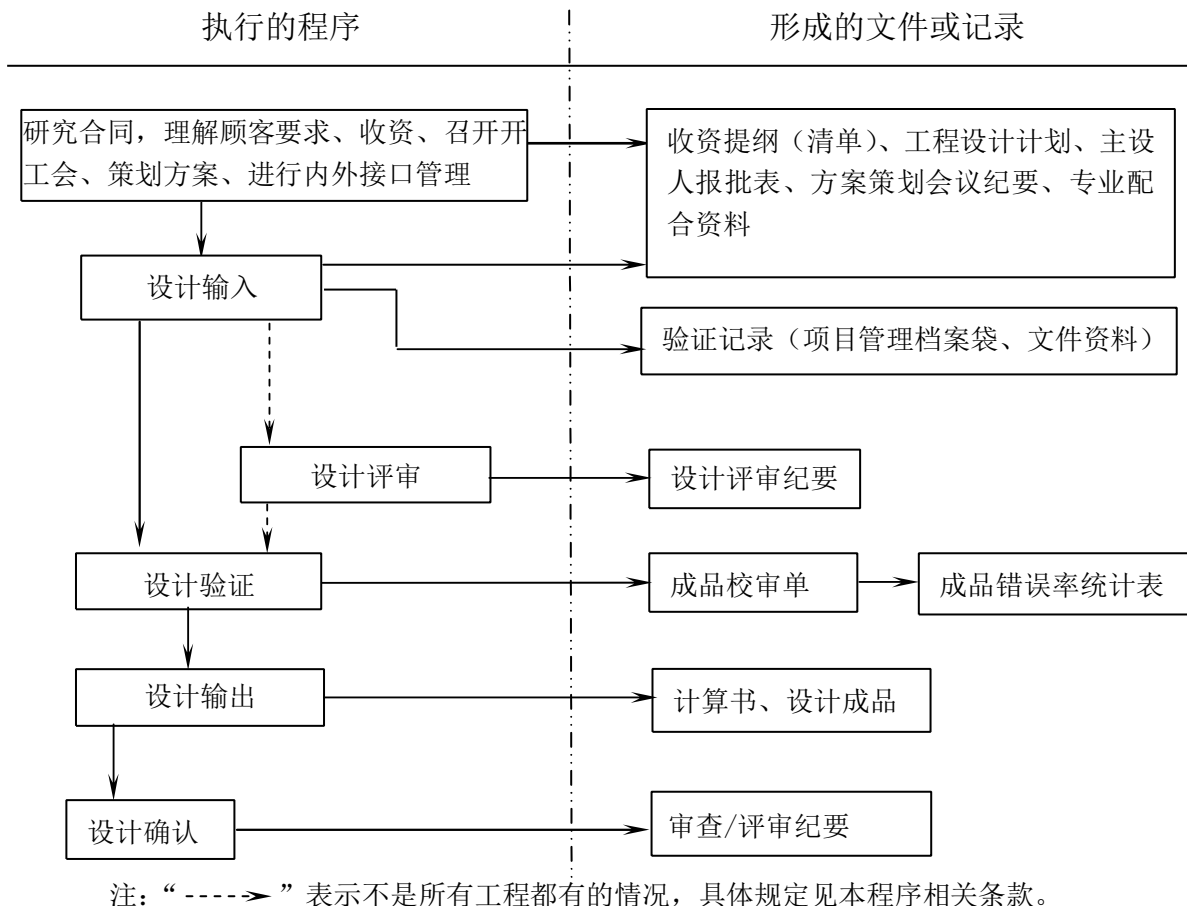 执行的程序
形成的文件或记录
研究合同，理解顾客要求、收资、召开开
工会、策划方案、进行内外接口管理
收资提纲（清单）、工程设计计划、主设
人报批表、方案策划会议纪要、专业配
合资料
设计输入
验证记录（项目管理档案袋、文件资料）
设计评审
设计评审纪要
设计验证
成品校审单
成品错误率统计表
设计输出
计算书、设计成品
设计确认
审查/评审纪要
注：“----->”表示不是所有工程都有的情况，具体规定见本程序相关条款。